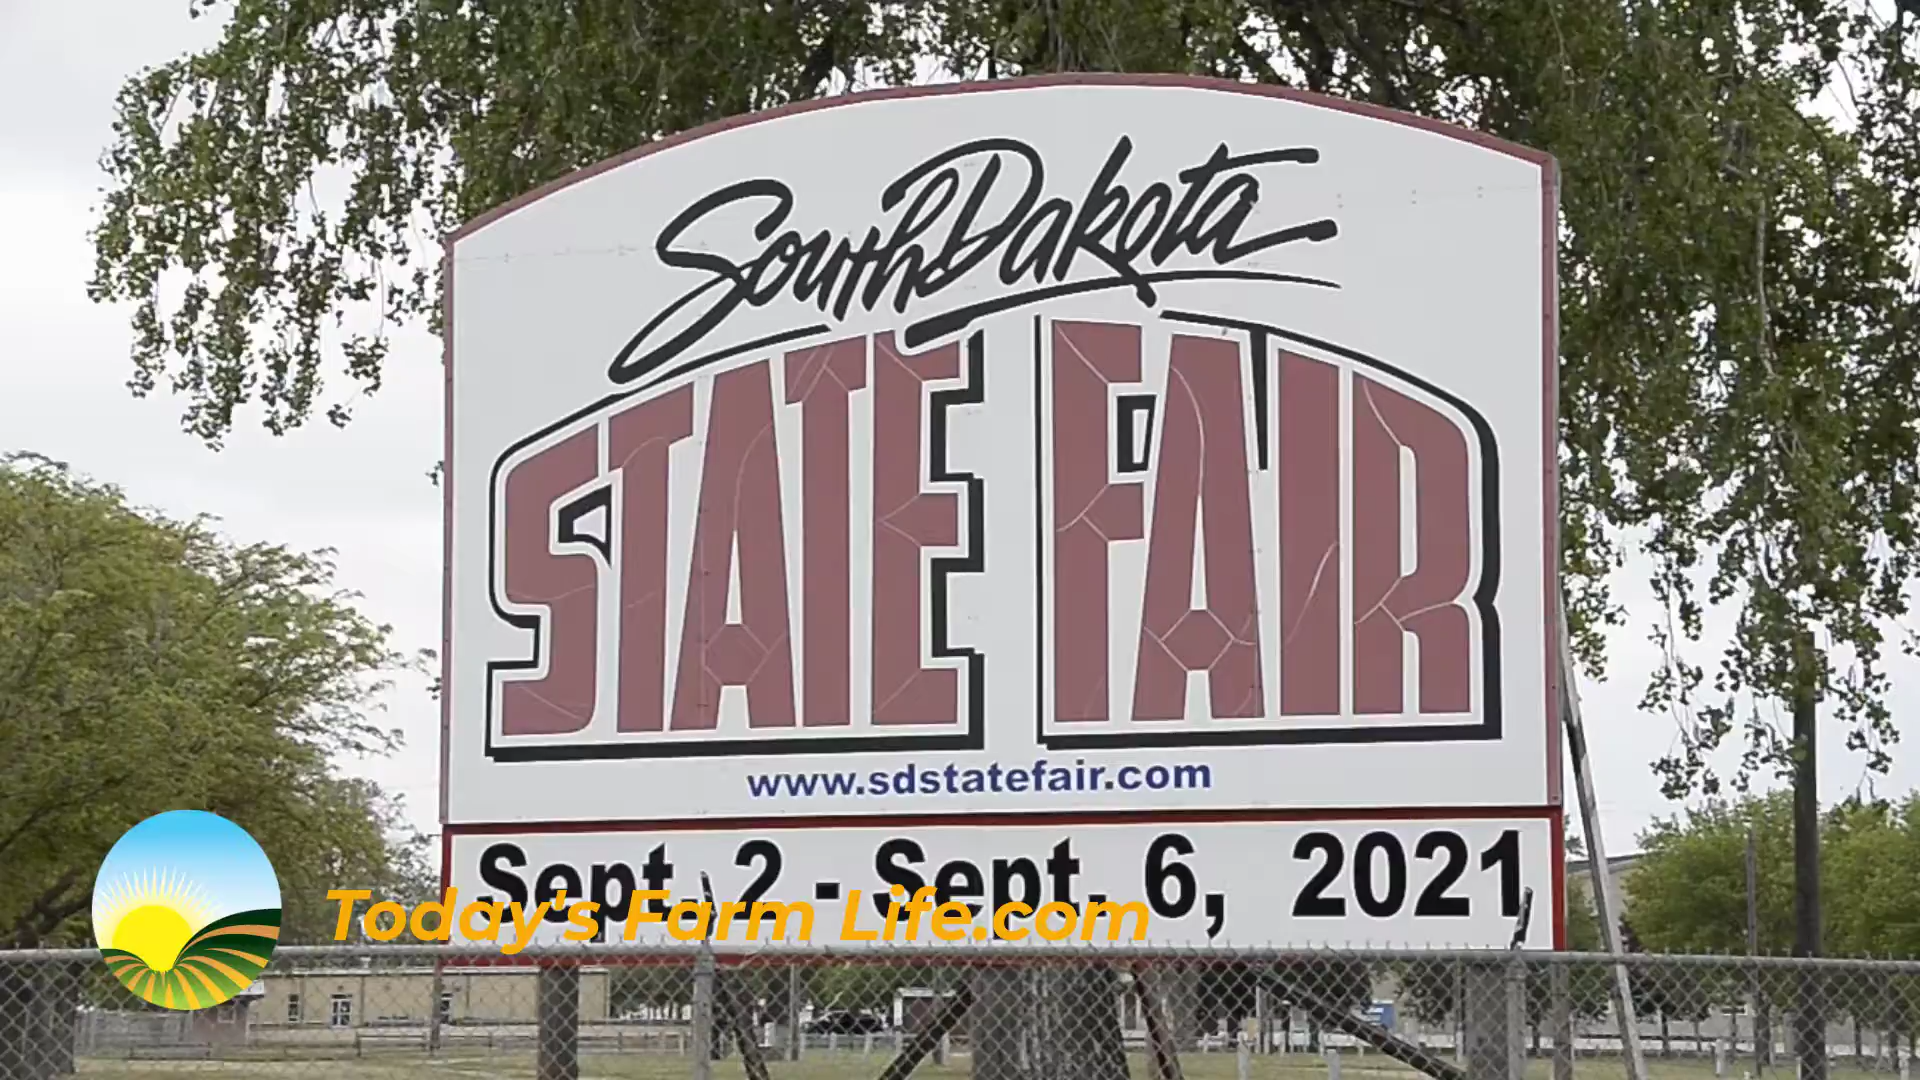 South Dakota
STATE FAIR
www.sdstatefair.com
Sept. 2 - Sept. 6, 2021
Today's Farm Life.com